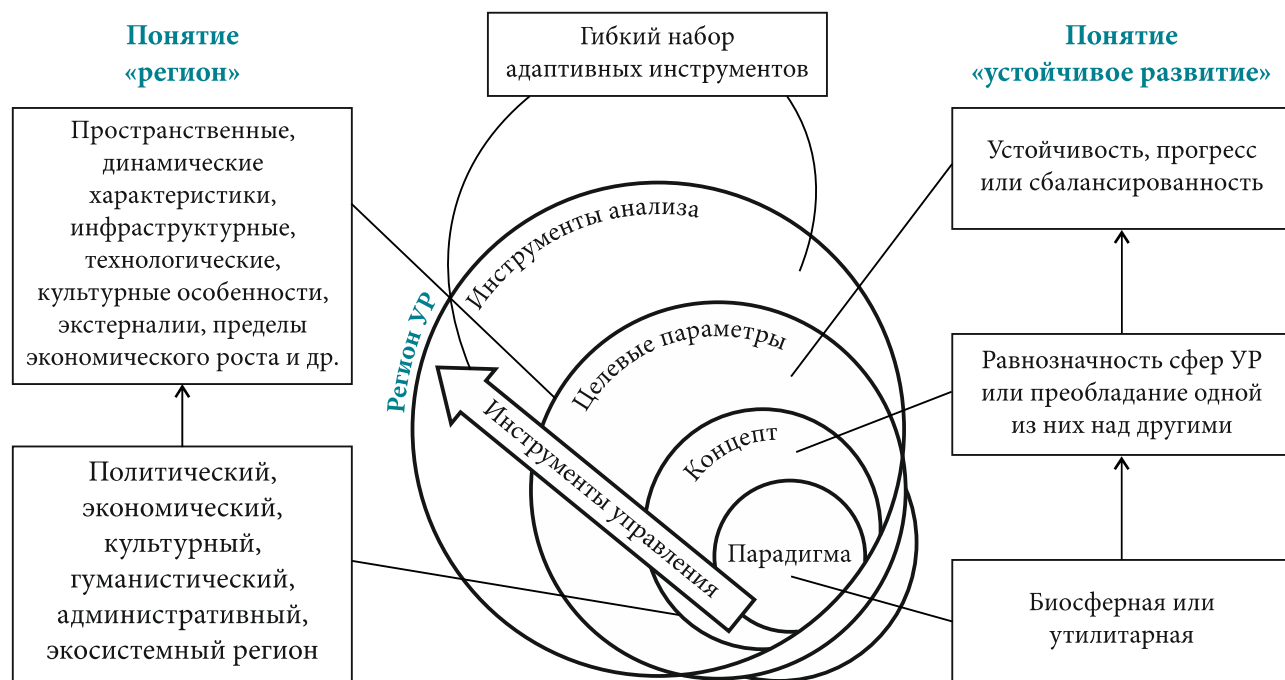 Понятие
«регион»
Гибкий набор
адаптивных инструментов
Понятие
«устойчивое развитие»
Пространственные,
динамические
характеристики,
инфраструктурные,
технологические,
культурные особенности,
экстерналии, пределы
экономического роста и др.
Политический,
экономический,
культурный,
гуманистический,
административный,
экосистемный регион
Регион УР
Инструменты анализа
Целевые параметры
Концепт
Парадигма
Инструменты управления
Устойчивость, прогресс
или сбалансированность
Равнозначность сфер УР
или преобладание одной
из них над другими
Биосферная или
утилитарная